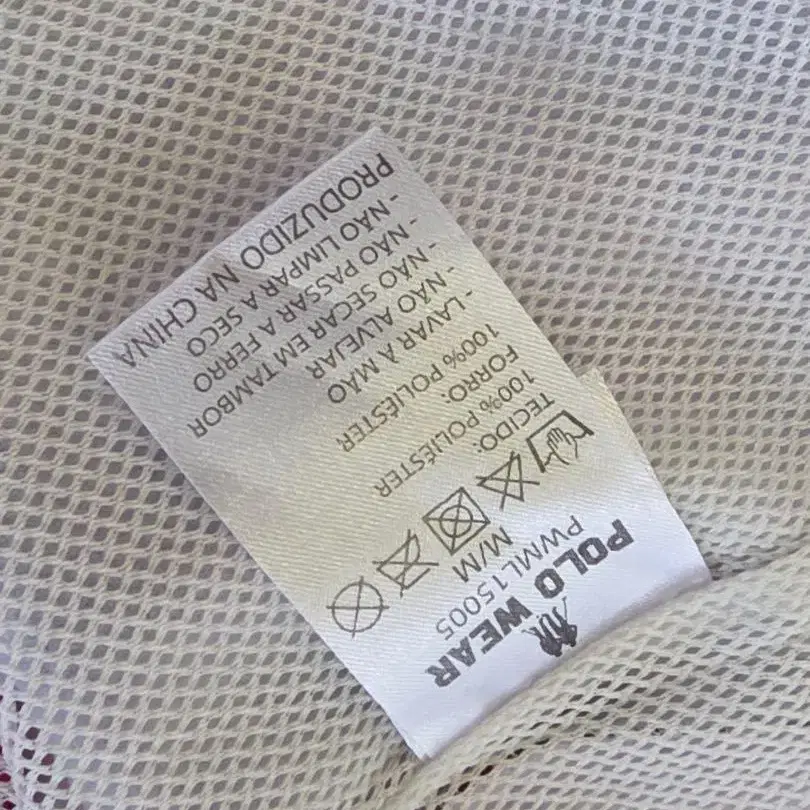 POLO WEAR
PWML15005
M/M
TECIDO:
100% POLIÉSTER
FORRO:
100% POLIÉSTER
- LAVAR À MÃO
- NÃO ALVEJAR
- NÃO SECAR EM TAMBOR
- NÃO PASSAR A FERRO
- NÃO LIMPAR A SECO
PRODUZIDO NA CHINA